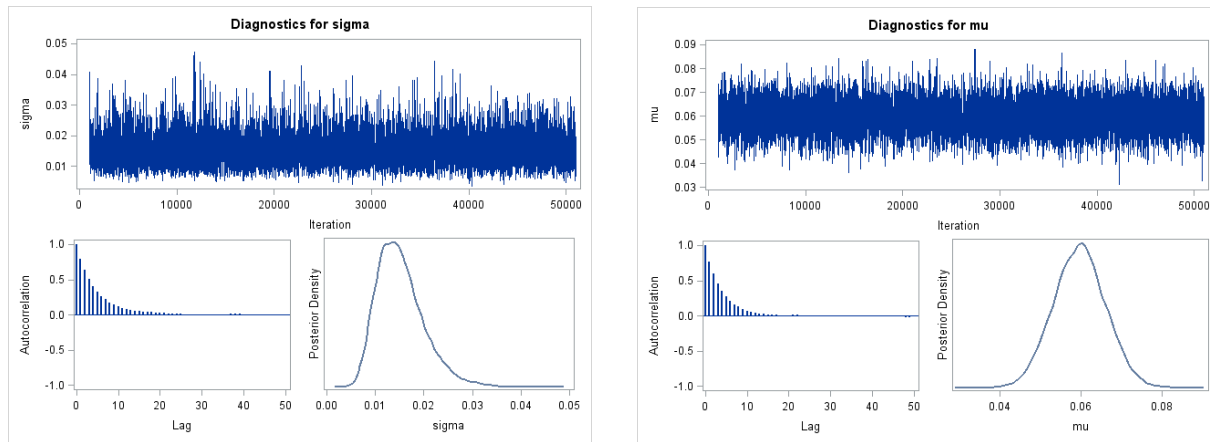 Diagnostics for sigma
0.05
0.04
0.03
0.02
0.01
sigma
0 10000 20000 30000 40000 50000
Iteration
1.0
0.5
0.0
-0.5
-1.0
Autocorrelation
0 10 20 30 40 50
Lag
Posterior Density
0.00 0.01 0.02 0.03 0.04 0.05
sigma
Diagnostics for mu
0.09
0.08
0.07
0.06
0.05
0.04
0.03
mu
0 10000 20000 30000 40000 50000
Iteration
1.0
0.5
0.0
-0.5
-1.0
Autocorrelation
0 10 20 30 40 50
Lag
Posterior Density
0.04 0.06 0.08
mu